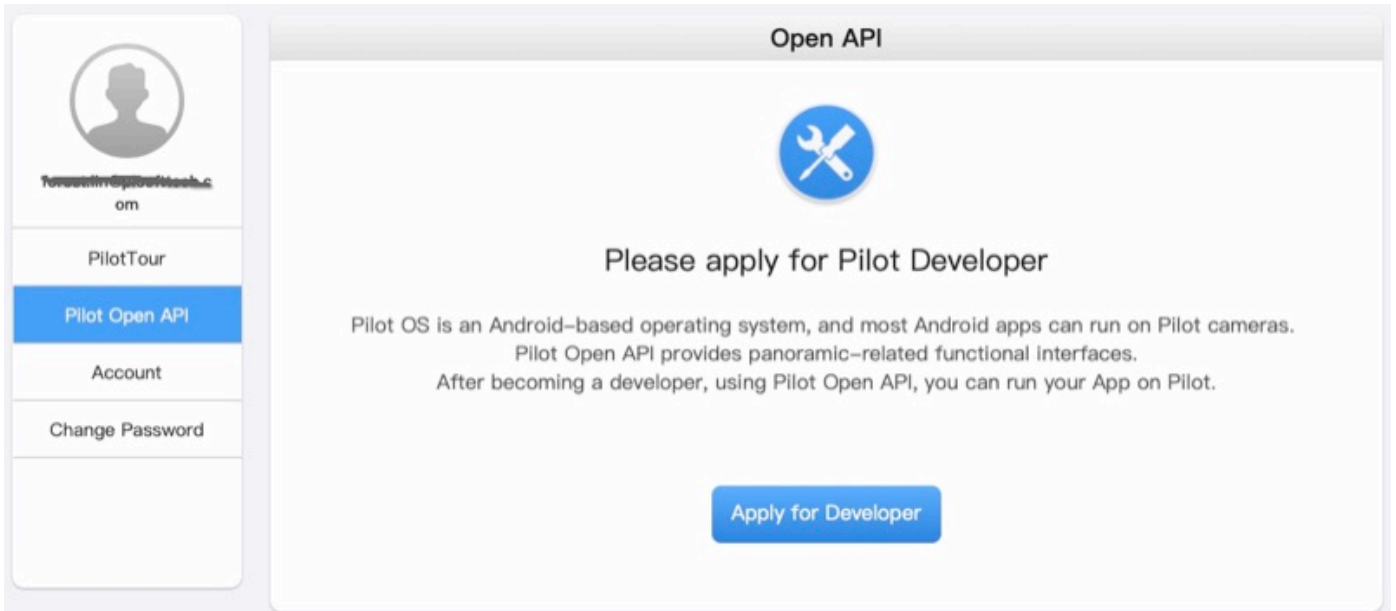 Open API
om
PilotTour
Pilot Open API
Account
Change Password
Please apply for Pilot Developer
Pilot OS is an Android-based operating system, and most Android apps can run on Pilot cameras.
Pilot Open API provides panoramic-related functional interfaces.
After becoming a developer, using Pilot Open API, you can run your App on Pilot.
Apply for Developer